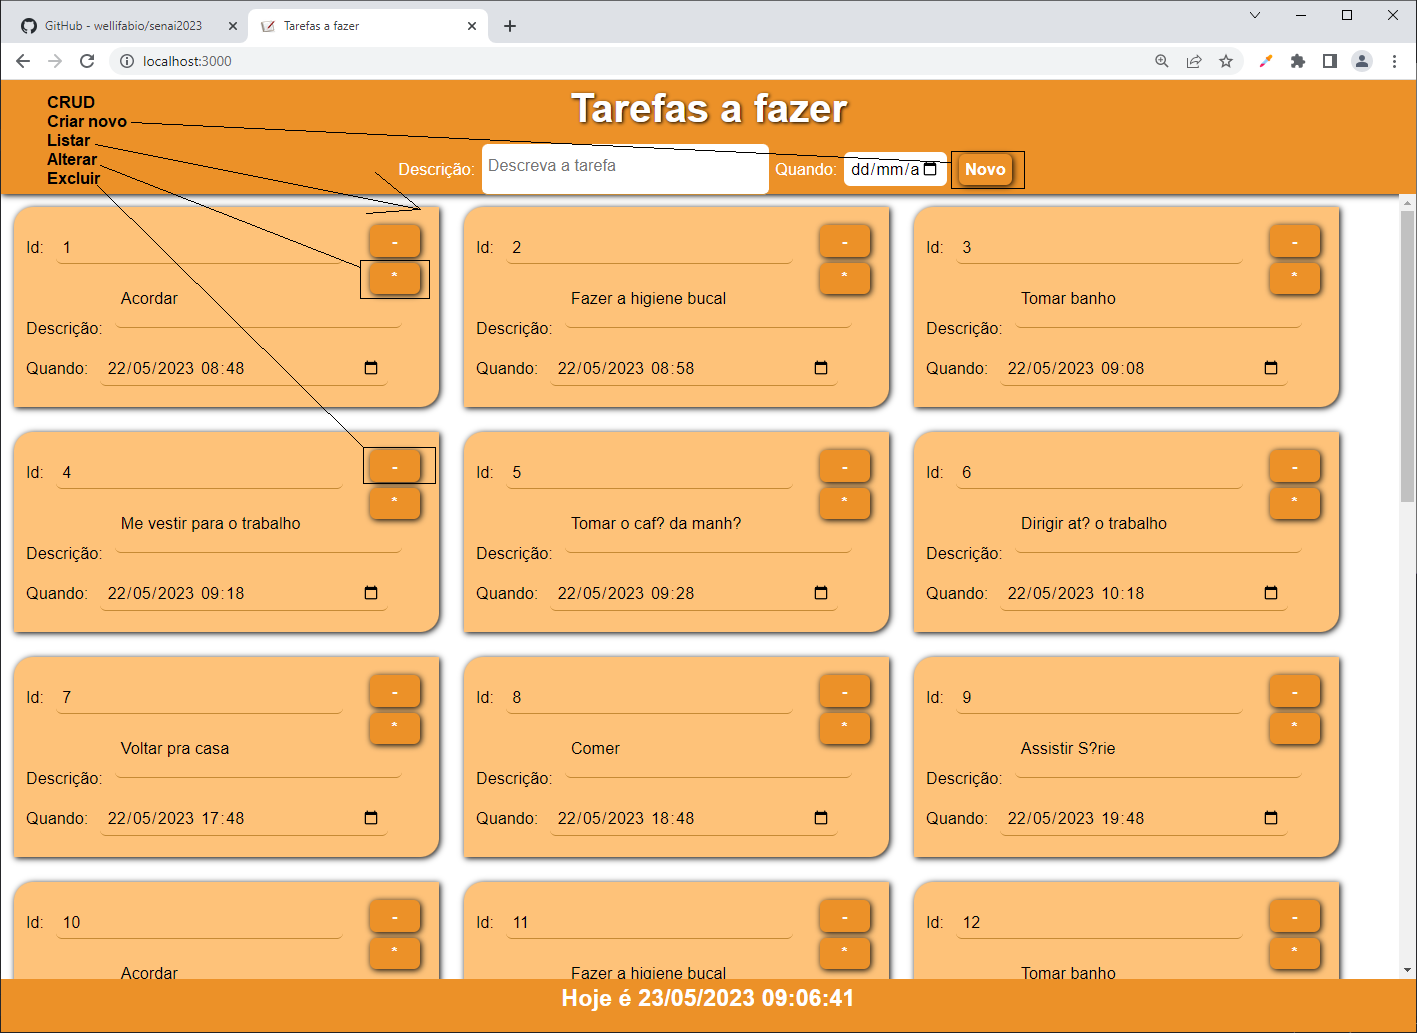 GitHub - wellifabio/senai2023
Tarefas a fazer
localhost:3000
CRUD
Criar novo
Listar
Alterar
Excluir
Tarefas a fazer
Descrição: Descreva a tarefa Quando: dd/mm/a Novo
Id: 1 -
*
Acordar
Descrição:
Quando: 22/05/2023 08:48
Id: 2 -
*
Fazer a higiene bucal
Descrição:
Quando: 22/05/2023 08:58
Id: 3 -
*
Tomar banho
Descrição:
Quando: 22/05/2023 09:08
Id: 4 -
*
Me vestir para o trabalho
Descrição:
Quando: 22/05/2023 09:18
Id: 5 -
*
Tomar o caf? da manh?
Descrição:
Quando: 22/05/2023 09:28
Id: 6 -
*
Dirigir at? o trabalho
Descrição:
Quando: 22/05/2023 10:18
Id: 7 -
*
Voltar pra casa
Descrição:
Quando: 22/05/2023 17:48
Id: 8 -
*
Comer
Descrição:
Quando: 22/05/2023 18:48
Id: 9 -
*
Assistir S?rie
Descrição:
Quando: 22/05/2023 19:48
Id: 10 -
*
Acordar
Id: 11 -
*
Fazer a higiene bucal
Id: 12 -
*
Tomar banho
Hoje é 23/05/2023 09:06:41